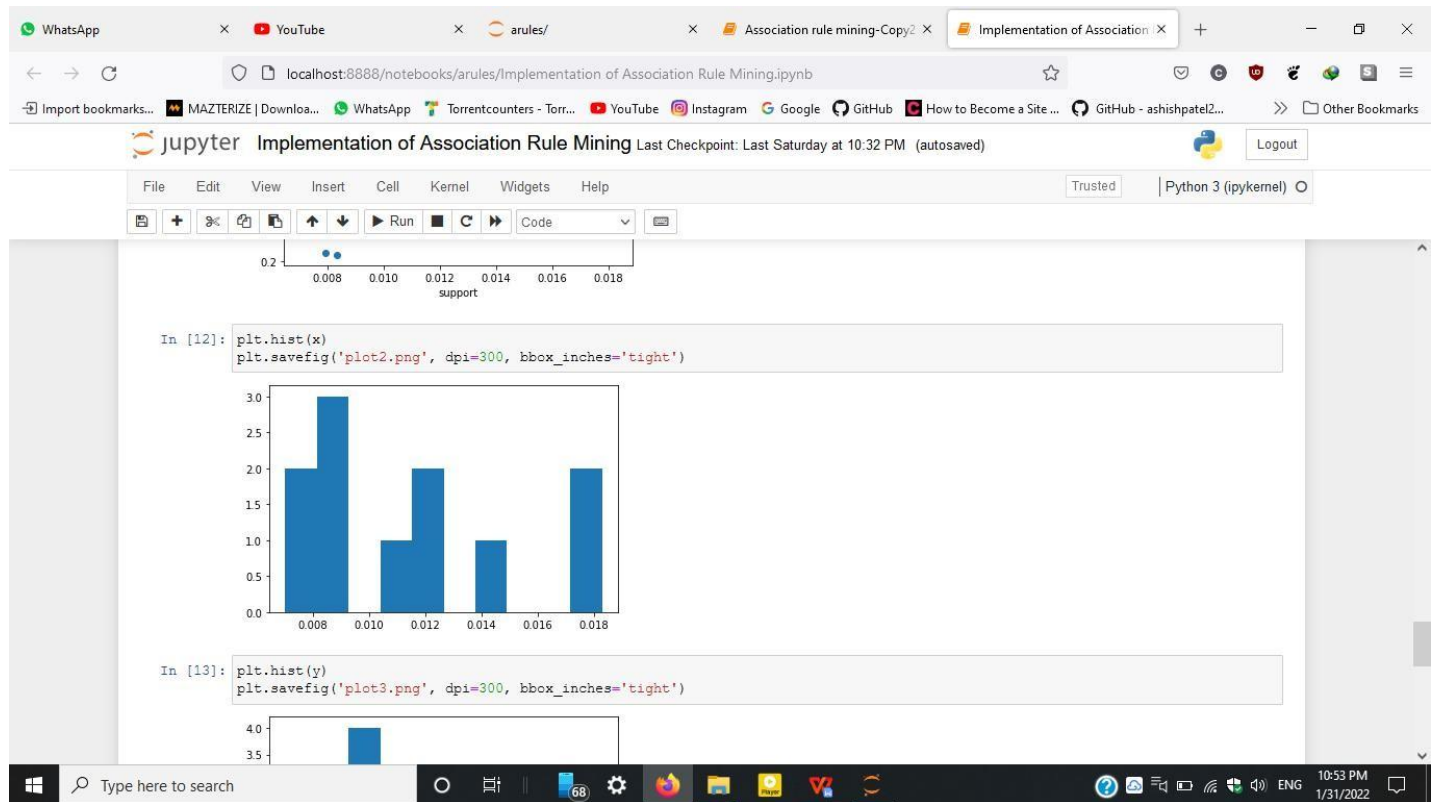 WhatsApp
YouTube
arules/
Association rule mining-Copy2
Implementation of Association
localhost:8888/notebooks/arules/Implementation of Association Rule Mining.ipynb
Import bookmarks... MAZTERIZE | Downloa... WhatsApp Torrentcounters - Torr... YouTube Instagram Google GitHub How to Become a Site ... GitHub - ashishpatel2... Other Bookmarks
jupyter Implementation of Association Rule Mining Last Checkpoint: Last Saturday at 10:32 PM (autosaved)
Logout
File Edit View Insert Cell Kernel Widgets Help
Trusted Python 3 (ipykernel)
Run Code
0.2
0.008 0.010 0.012 0.014 0.016 0.018
support
In [12]: plt.hist(x)
plt.savefig('plot2.png', dpi=300, bbox_inches='tight')
3.0
2.5
2.0
1.5
1.0
0.5
0.0
0.008 0.010 0.012 0.014 0.016 0.018
In [13]: plt.hist(y)
plt.savefig('plot3.png', dpi=300, bbox_inches='tight')
4.0
3.5
Type here to search
68
Player
ENG
10:53 PM
1/31/2022